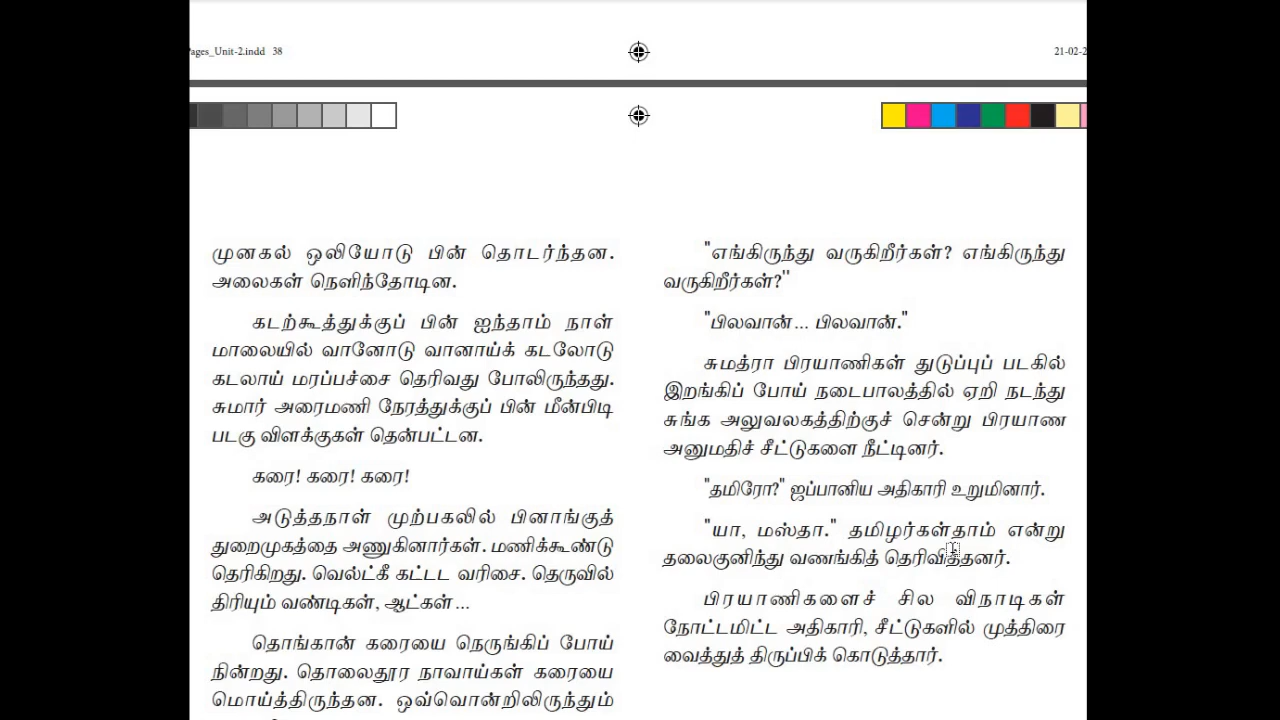 ages_Unit-2.indd 38
21-02-2
முனகல் ஒலியோடு பின் தொடர்ந்தன.
அலைகள் நெளிந்தோடின.
கடற்கூத்துக்குப் பின் ஐந்தாம் நாள்
மாலையில் வானோடு வானாய்க் கடலோடு
கடலாய் மரப்பச்சை தெரிவது போலிருந்தது.
சுமார் அரைமணி நேரத்துக்குப் பின் மீன்பிடி
படகு விளக்குகள் தென்பட்டன.
கரை! கரை! கரை!
அடுத்தநாள் முற்பகலில் பினாங்குத்
துறைமுகத்தை அணுகினார்கள். மணிக்கூண்டு
தெரிகிறது. வெல்ட்கீ கட்டட வரிசை. தெருவில்
திரியும் வண்டிகள், ஆட்கள் ...
தொங்கான் கரையை நெருங்கிப் போய்
நின்றது. தொலைதூர நாவாய்கள் கரையை
மொய்த்திருந்தன. ஒவ்வொன்றிலிருந்தும்
"எங்கிருந்து வருகிறீர்கள்? எங்கிருந்து
வருகிறீர்கள்?"
"பிலவான் ... பிலவான்."
சுமத்ரா பிரயாணிகள் துடுப்புப் படகில்
இறங்கிப் போய் நடைபாலத்தில் ஏறி நடந்து
சுங்க அலுவலகத்திற்குச் சென்று பிரயாண
அனுமதிச் சீட்டுகளை நீட்டினர்.
"தமிரோ?" ஜப்பானிய அதிகாரி உறுமினார்.
"யா, மஸ்தா." தமிழர்கள்தாம் என்று
தலைகுனிந்து வணங்கித் தெரிவித்தனர்.
பிரயாணிகளைச் சில விநாடிகள்
நோட்டமிட்ட அதிகாரி, சீட்டுகளில் முத்திரை
வைத்துத் திருப்பிக் கொடுத்தார்.